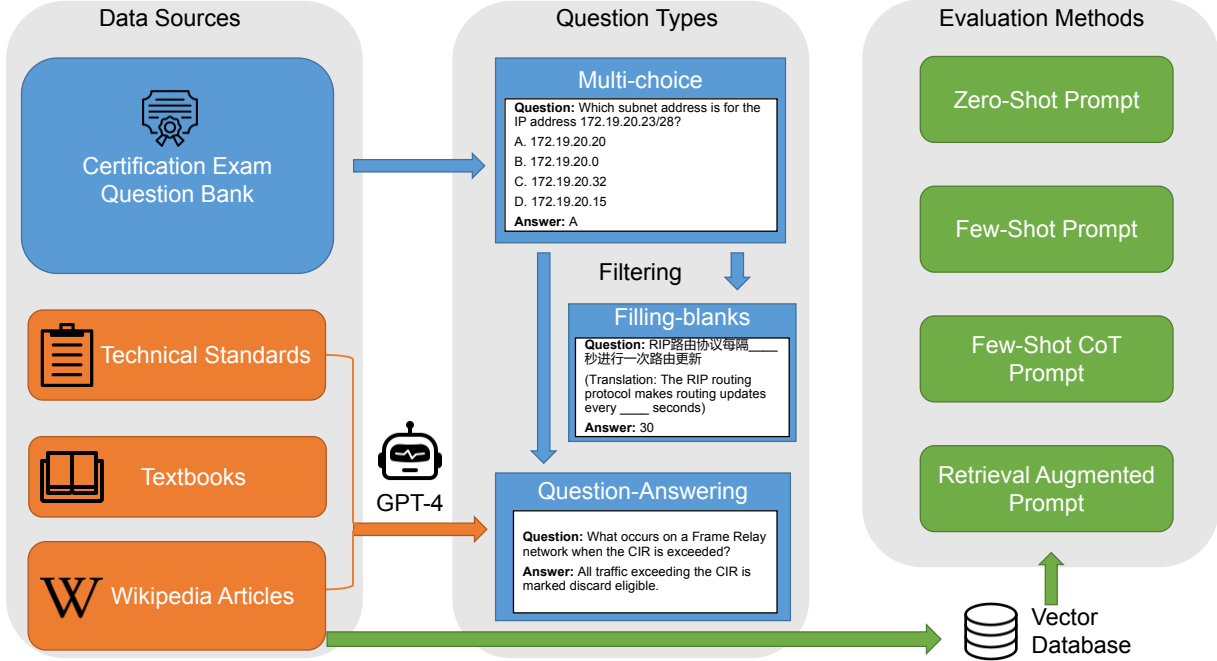 Data Sources
Certification Exam
Question Bank
Technical Standards
Textbooks
W
Wikipedia Articles
GPT-4
Question Types
Multi-choice
Question: Which subnet address is for the
IP address 172.19.20.23/28?
A. 172.19.20.20
B. 172.19.20.0
C. 172.19.20.32
D. 172.19.20.15
Answer: A
Filtering
Filling-blanks
Question: RIP路由协议每隔____
秒进行一次路由更新
(Translation: The RIP routing
protocol makes routing updates
every ____ seconds)
Answer: 30
Question-Answering
Question: What occurs on a Frame Relay
network when the CIR is exceeded?
Answer: All traffic exceeding the CIR is
marked discard eligible.
Evaluation Methods
Zero-Shot Prompt
Few-Shot Prompt
Few-Shot CoT
Prompt
Retrieval Augmented
Prompt
Vector
Database